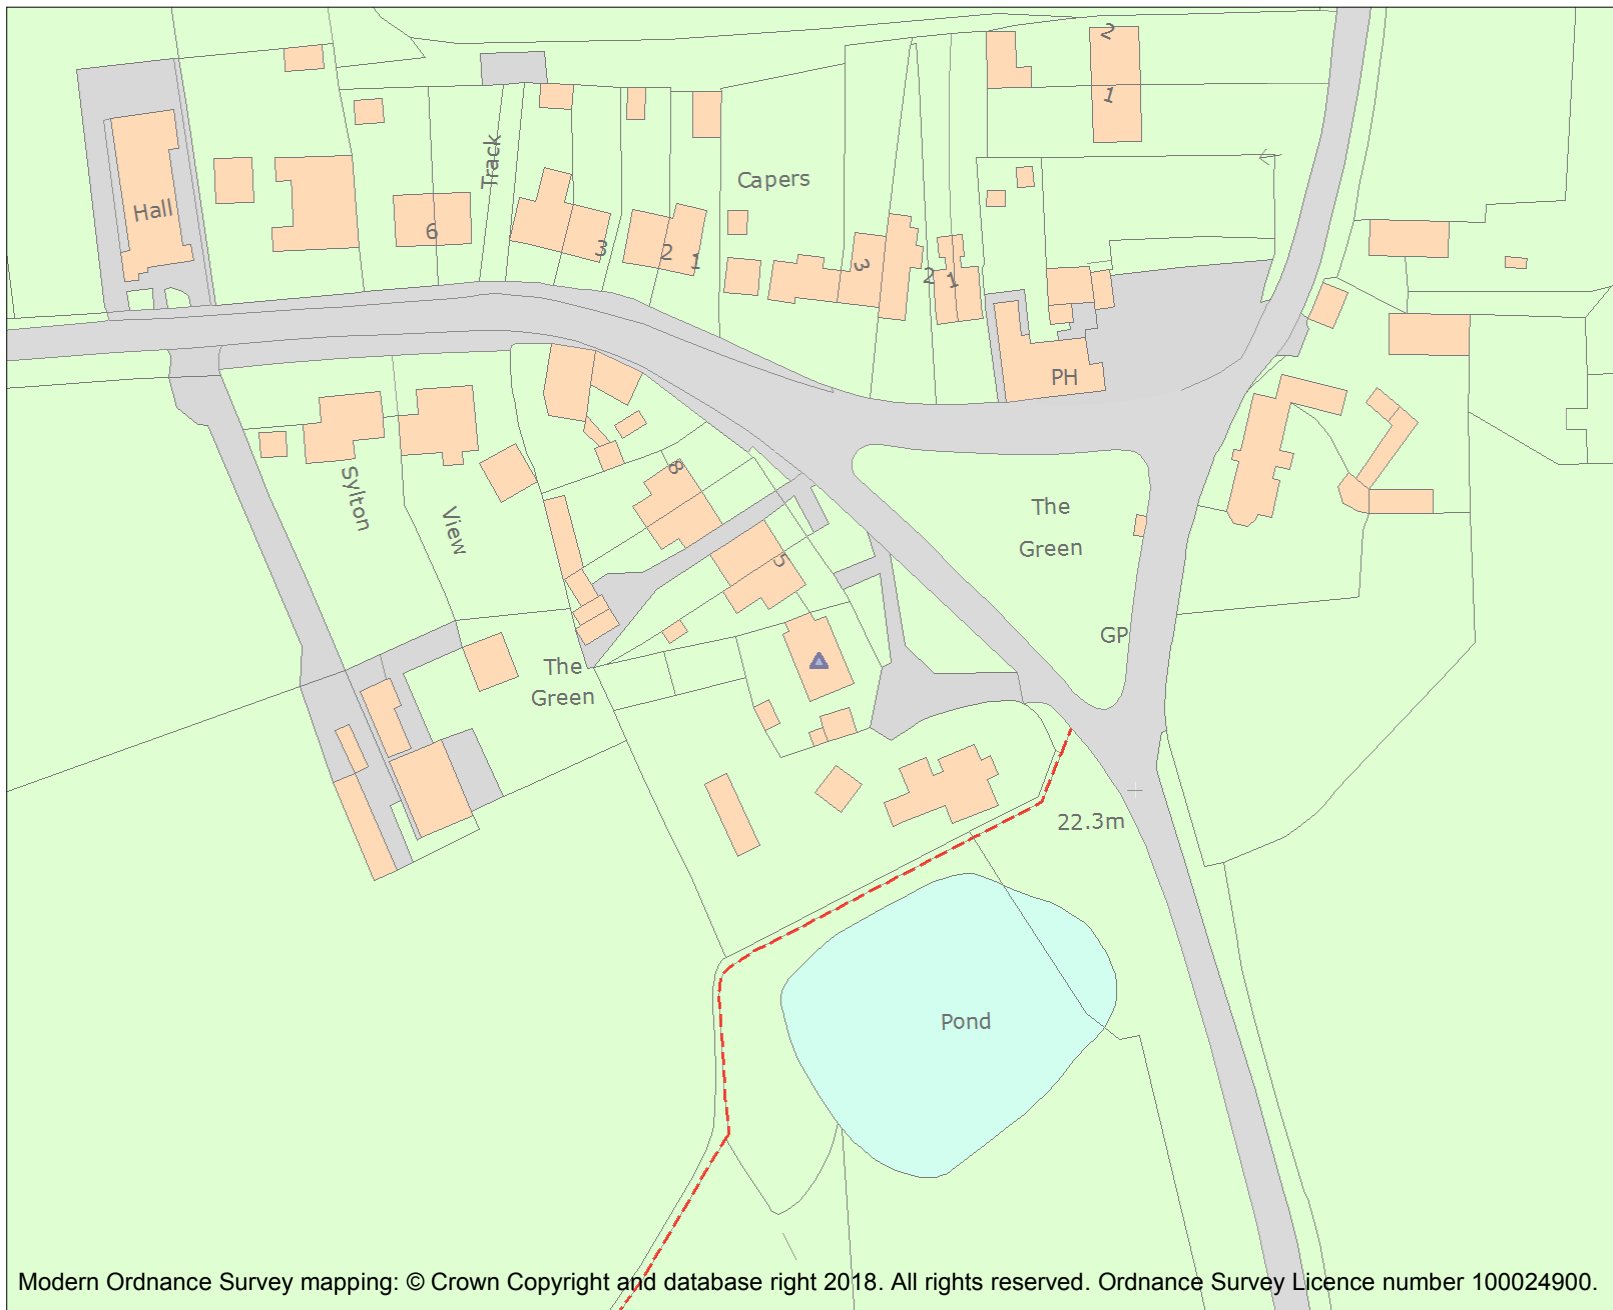 2
1
Track
Capers
Hall
6
3
2
1
3
2
1
PH
8
Sylton
View
The
Green
5
GP
The
Green
22.3m
Pond
Modern Ordnance Survey mapping: © Crown Copyright and database right 2018. All rights reserved. Ordnance Survey Licence number 100024900.